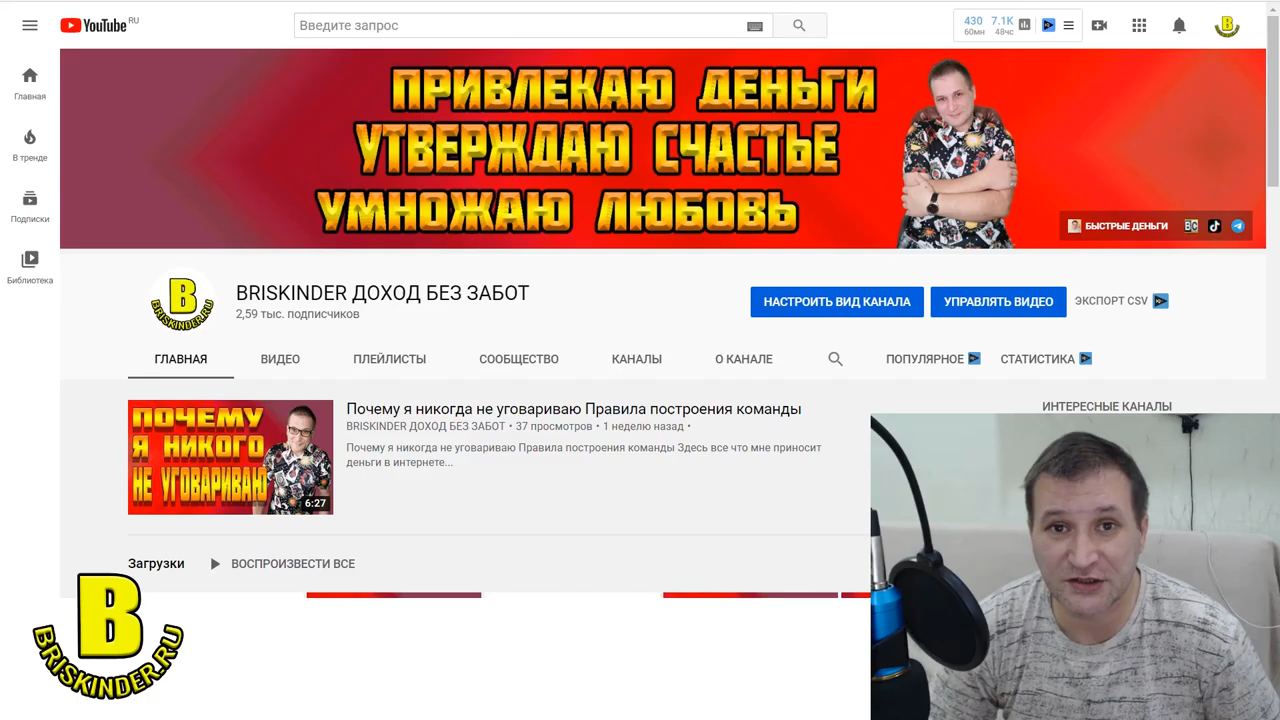 YouTube RU
Введите запрос
430 7.1K
60мн 48чс
Главная
В тренде
Подписки
Библиотека
ПРИВЛЕКАЮ ДЕНЬГИ
УТВЕРЖДАЮ СЧАСТЬЕ
УМНОЖАЮ ЛЮБОВЬ
БЫСТРЫЕ ДЕНЬГИ
B
BRISKINDER.RU
BRISKINDER ДОХОД БЕЗ ЗАБОТ
2,59 тыс. подписчиков
НАСТРОИТЬ ВИД КАНАЛА
УПРАВЛЯТЬ ВИДЕО
ЭКСПОРТ CSV
ГЛАВНАЯ
ВИДЕО
ПЛЕЙЛИСТЫ
СООБЩЕСТВО
КАНАЛЫ
О КАНАЛЕ
ПОПУЛЯРНОЕ
СТАТИСТИКА
ПОЧЕМУ
Я НИКОГО
НЕ УГОВАРИВАЮ
6:27
Почему я никогда не уговариваю Правила построения команды
BRISKINDER ДОХОД БЕЗ ЗАБОТ • 37 просмотров • 1 неделю назад •
Почему я никогда не уговариваю Правила построения команды Здесь все что мне приносит
деньги в интернете...
ИНТЕРЕСНЫЕ КАНАЛЫ
Загрузки
ВОСПРОИЗВЕСТИ ВСЕ
B
BRISKINDER.RU